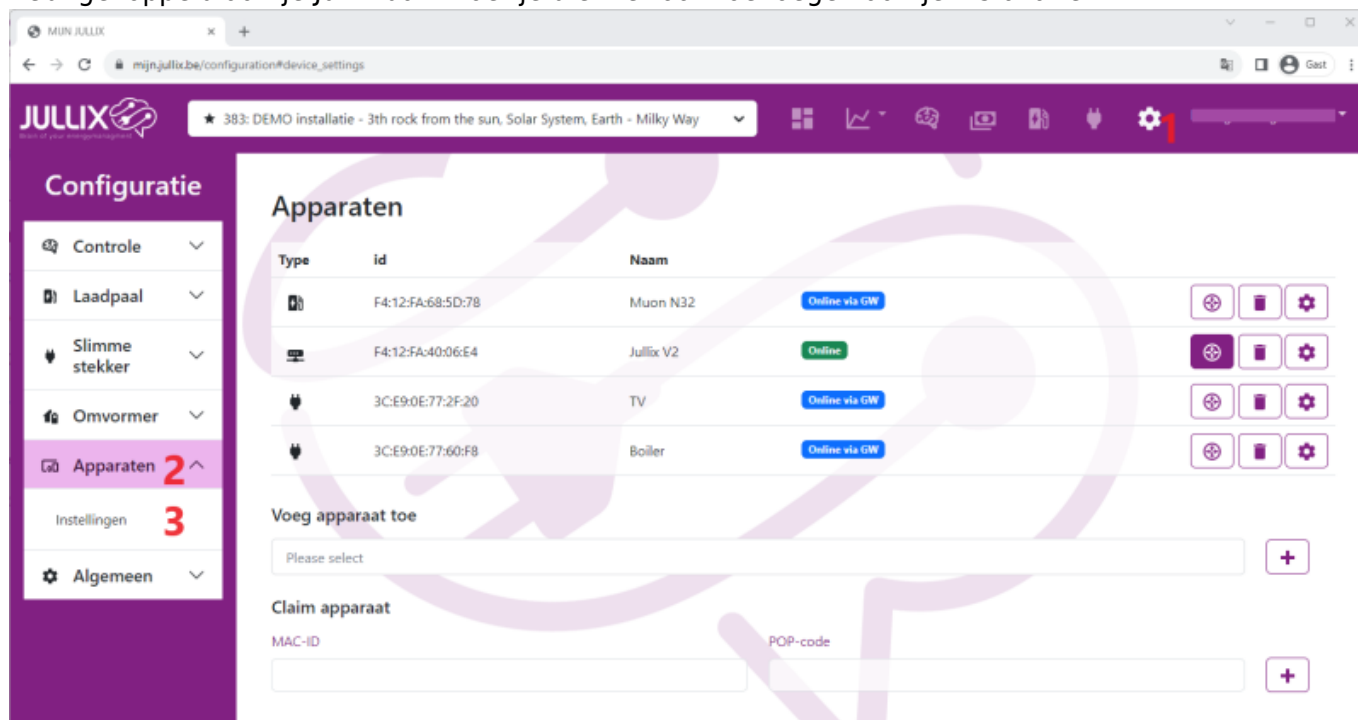 MIJN JULLIX
mijn.jullix.be/configuration#device_settings
Gast
JULLIX
★ 383: DEMO installatie - 3th rock from the sun, Solar System, Earth - Milky Way
1
Configuratie
Controle
Laadpaal
Slimme
stekker
Omvormer
Apparaten 2
Instellingen 3
Algemeen
Apparaten
Type id Naam
F4:12:FA:68:5D:78 Muon N32 Online via GW
F4:12:FA:40:06:E4 Jullix V2 Online
3C:E9:0E:77:2F:20 TV Online via GW
3C:E9:0E:77:60:F8 Boiler Online via GW
Voeg apparaat toe
Please select
Claim apparaat
MAC-ID POP-code